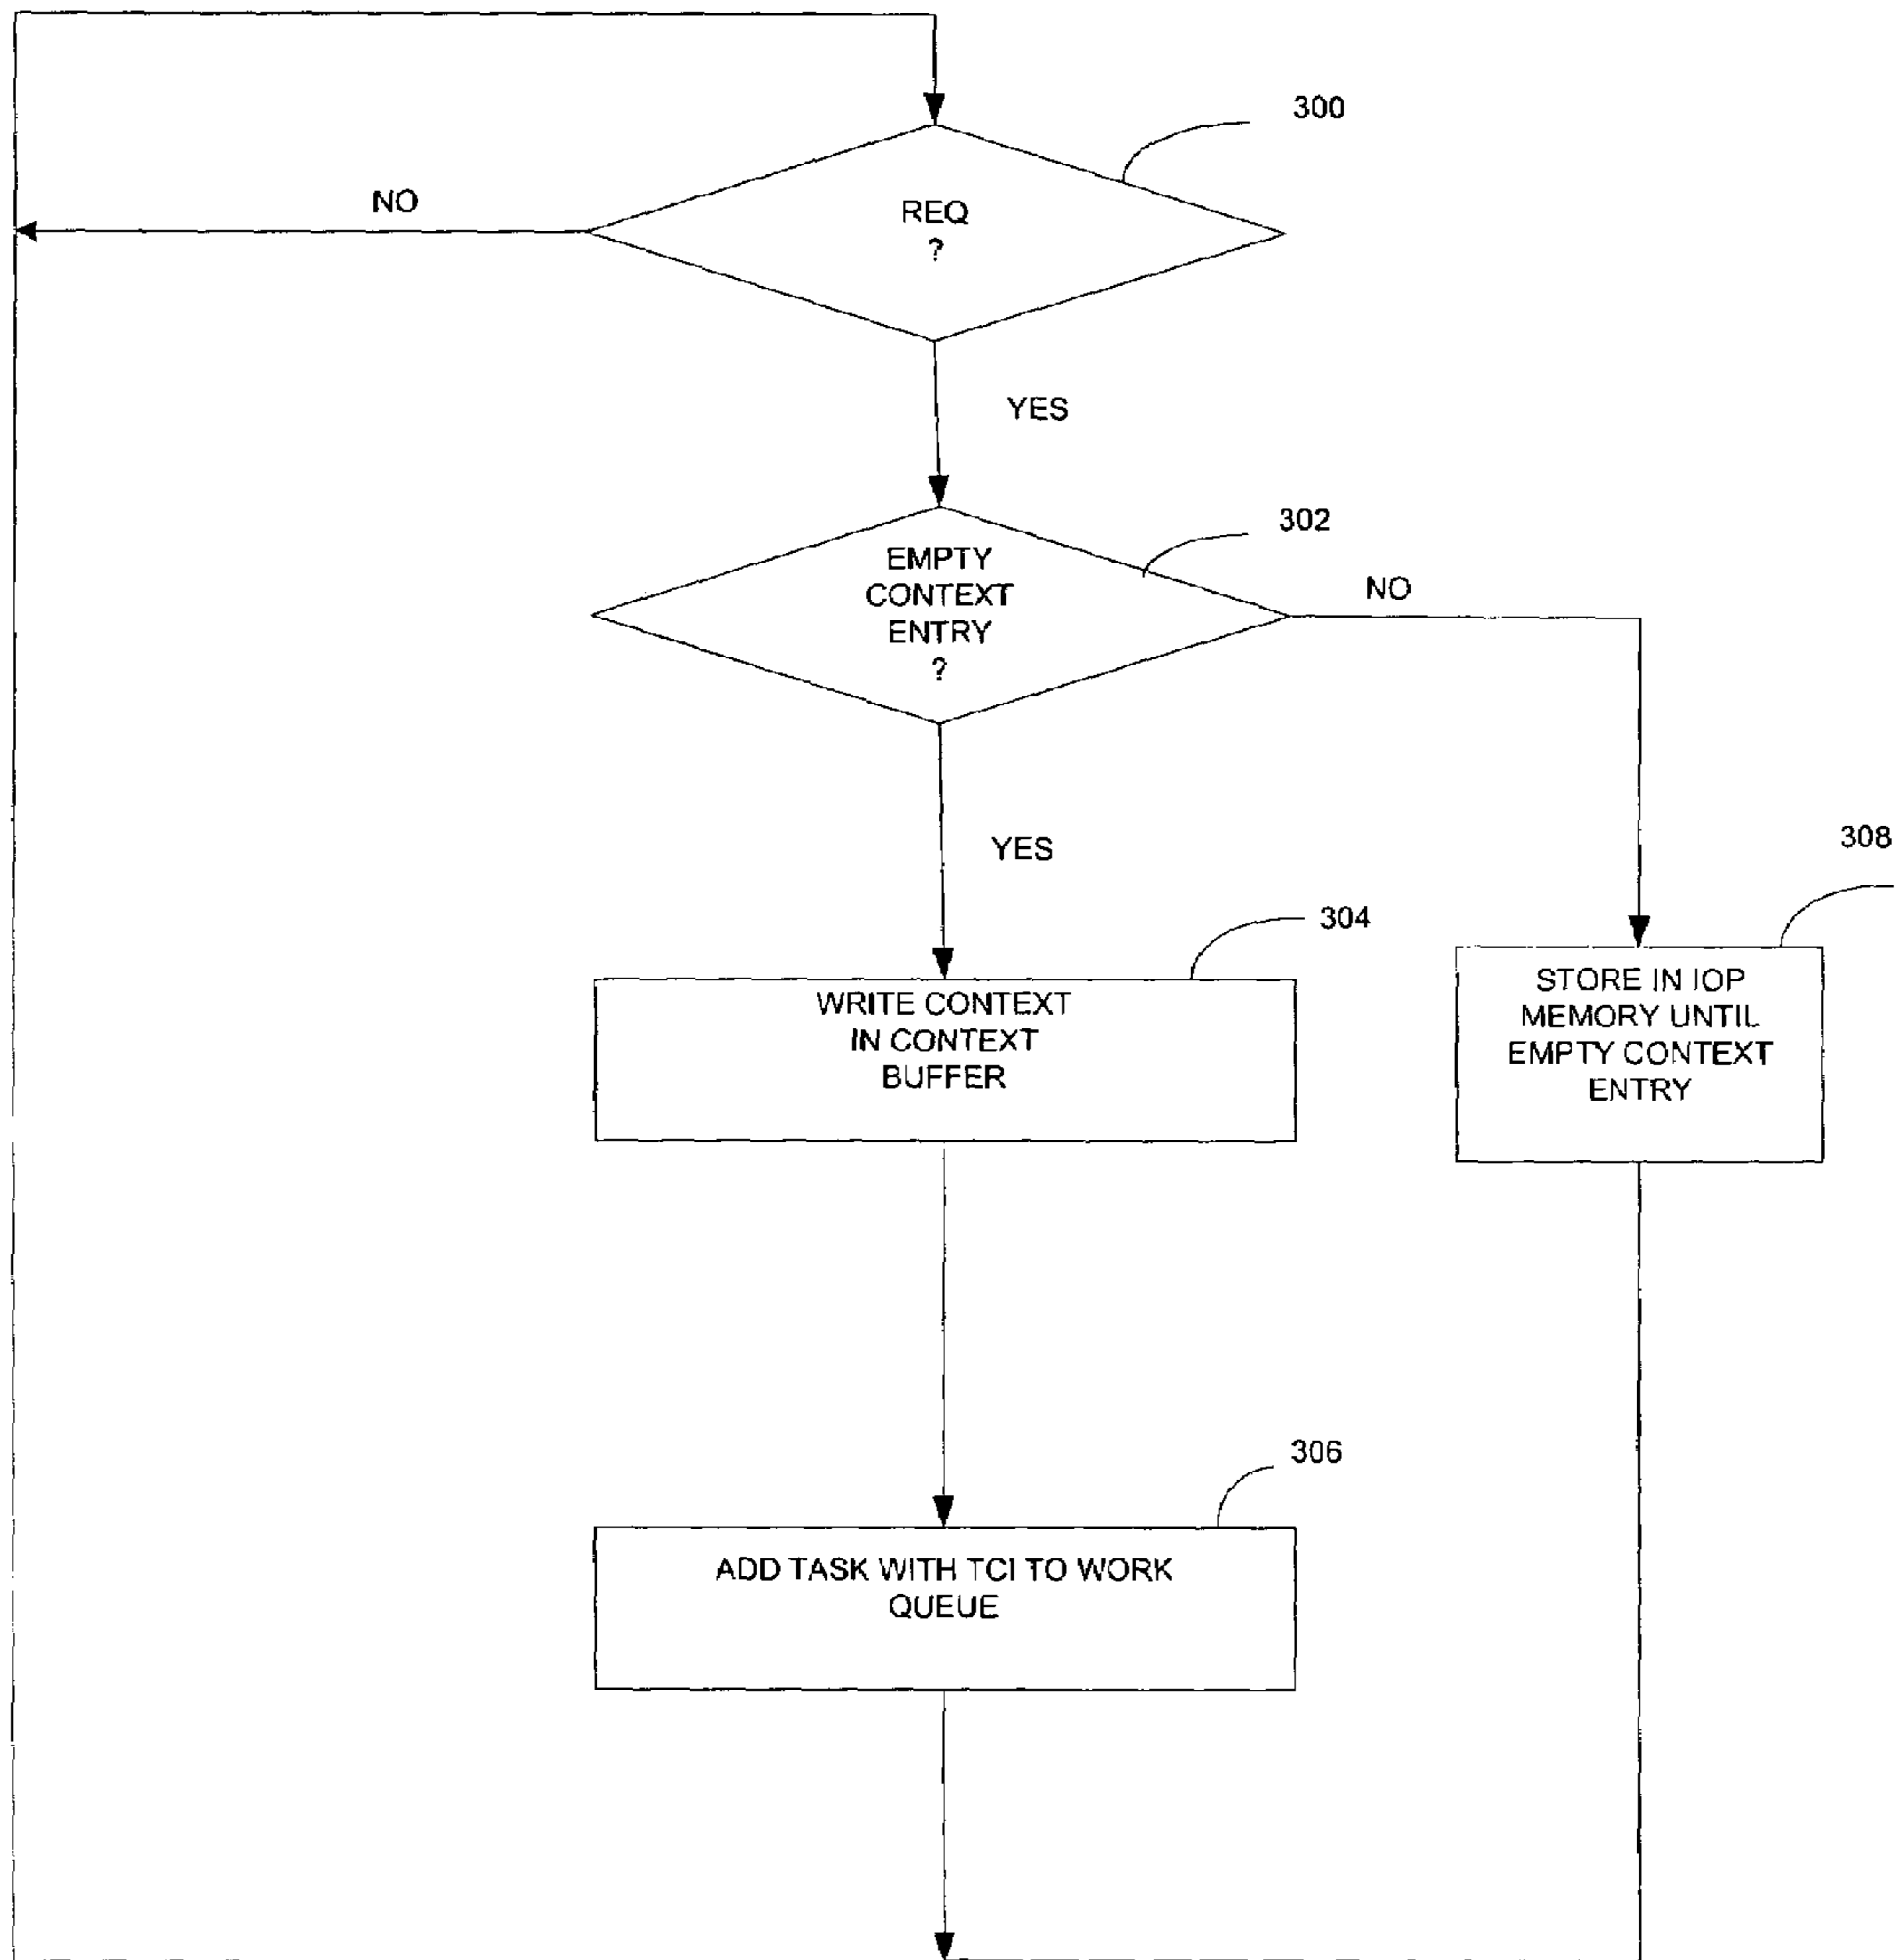 300
NO
REQ
?
YES
302
EMPTY
CONTEXT
ENTRY
?
NO
YES
308
304
WRITE CONTEXT
IN CONTEXT
BUFFER
STORE IN IOP
MEMORY UNTIL
EMPTY CONTEXT
ENTRY
306
ADD TASK WITH TCI TO WORK
QUEUE